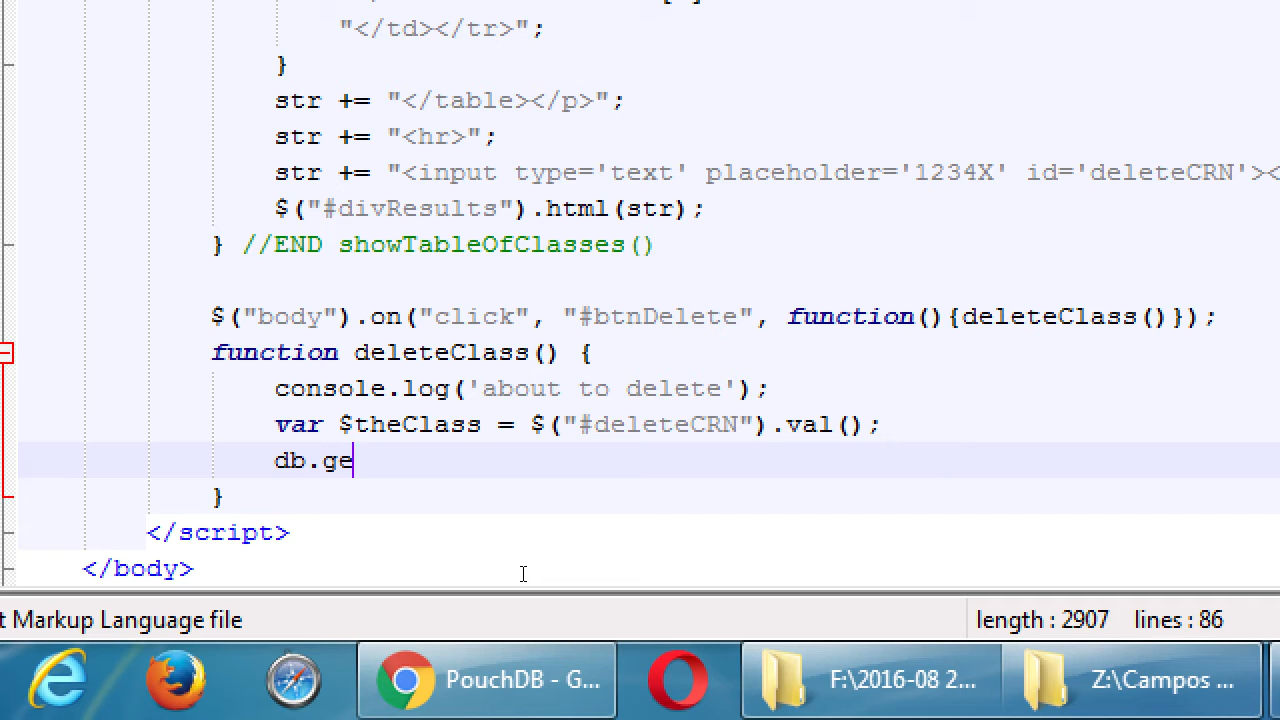 "</td></tr>";
}
str += "</table></p>";
str += "<hr>";
str += "<input type='text' placeholder='1234X' id='deleteCRN'><
$("#divResults").html(str);
} //END showTableOfClasses()
$("body").on("click", "#btnDelete", function(){deleteClass()});
function deleteClass() {
console.log('about to delete');
var $theClass = $("#deleteCRN").val();
db.ge
}
</script>
</body>
t Markup Language file length : 2907 lines : 86
PouchDB - G... F:\2016-08 2... Z:\Campos ...